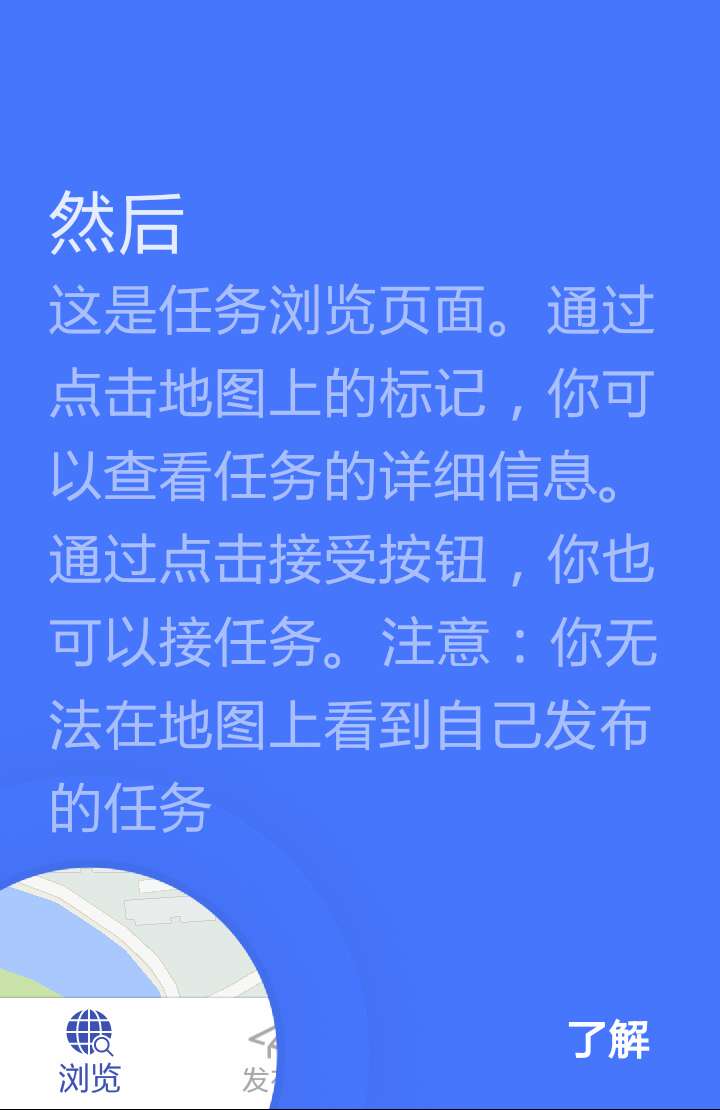 然后
这是任务浏览页面。通过
点击地图上的标记，你可
以查看任务的详细信息。
通过点击接受按钮，你也
可以接任务。注意：你无
法在地图上看到自己发布
的任务
了解
浏览
发